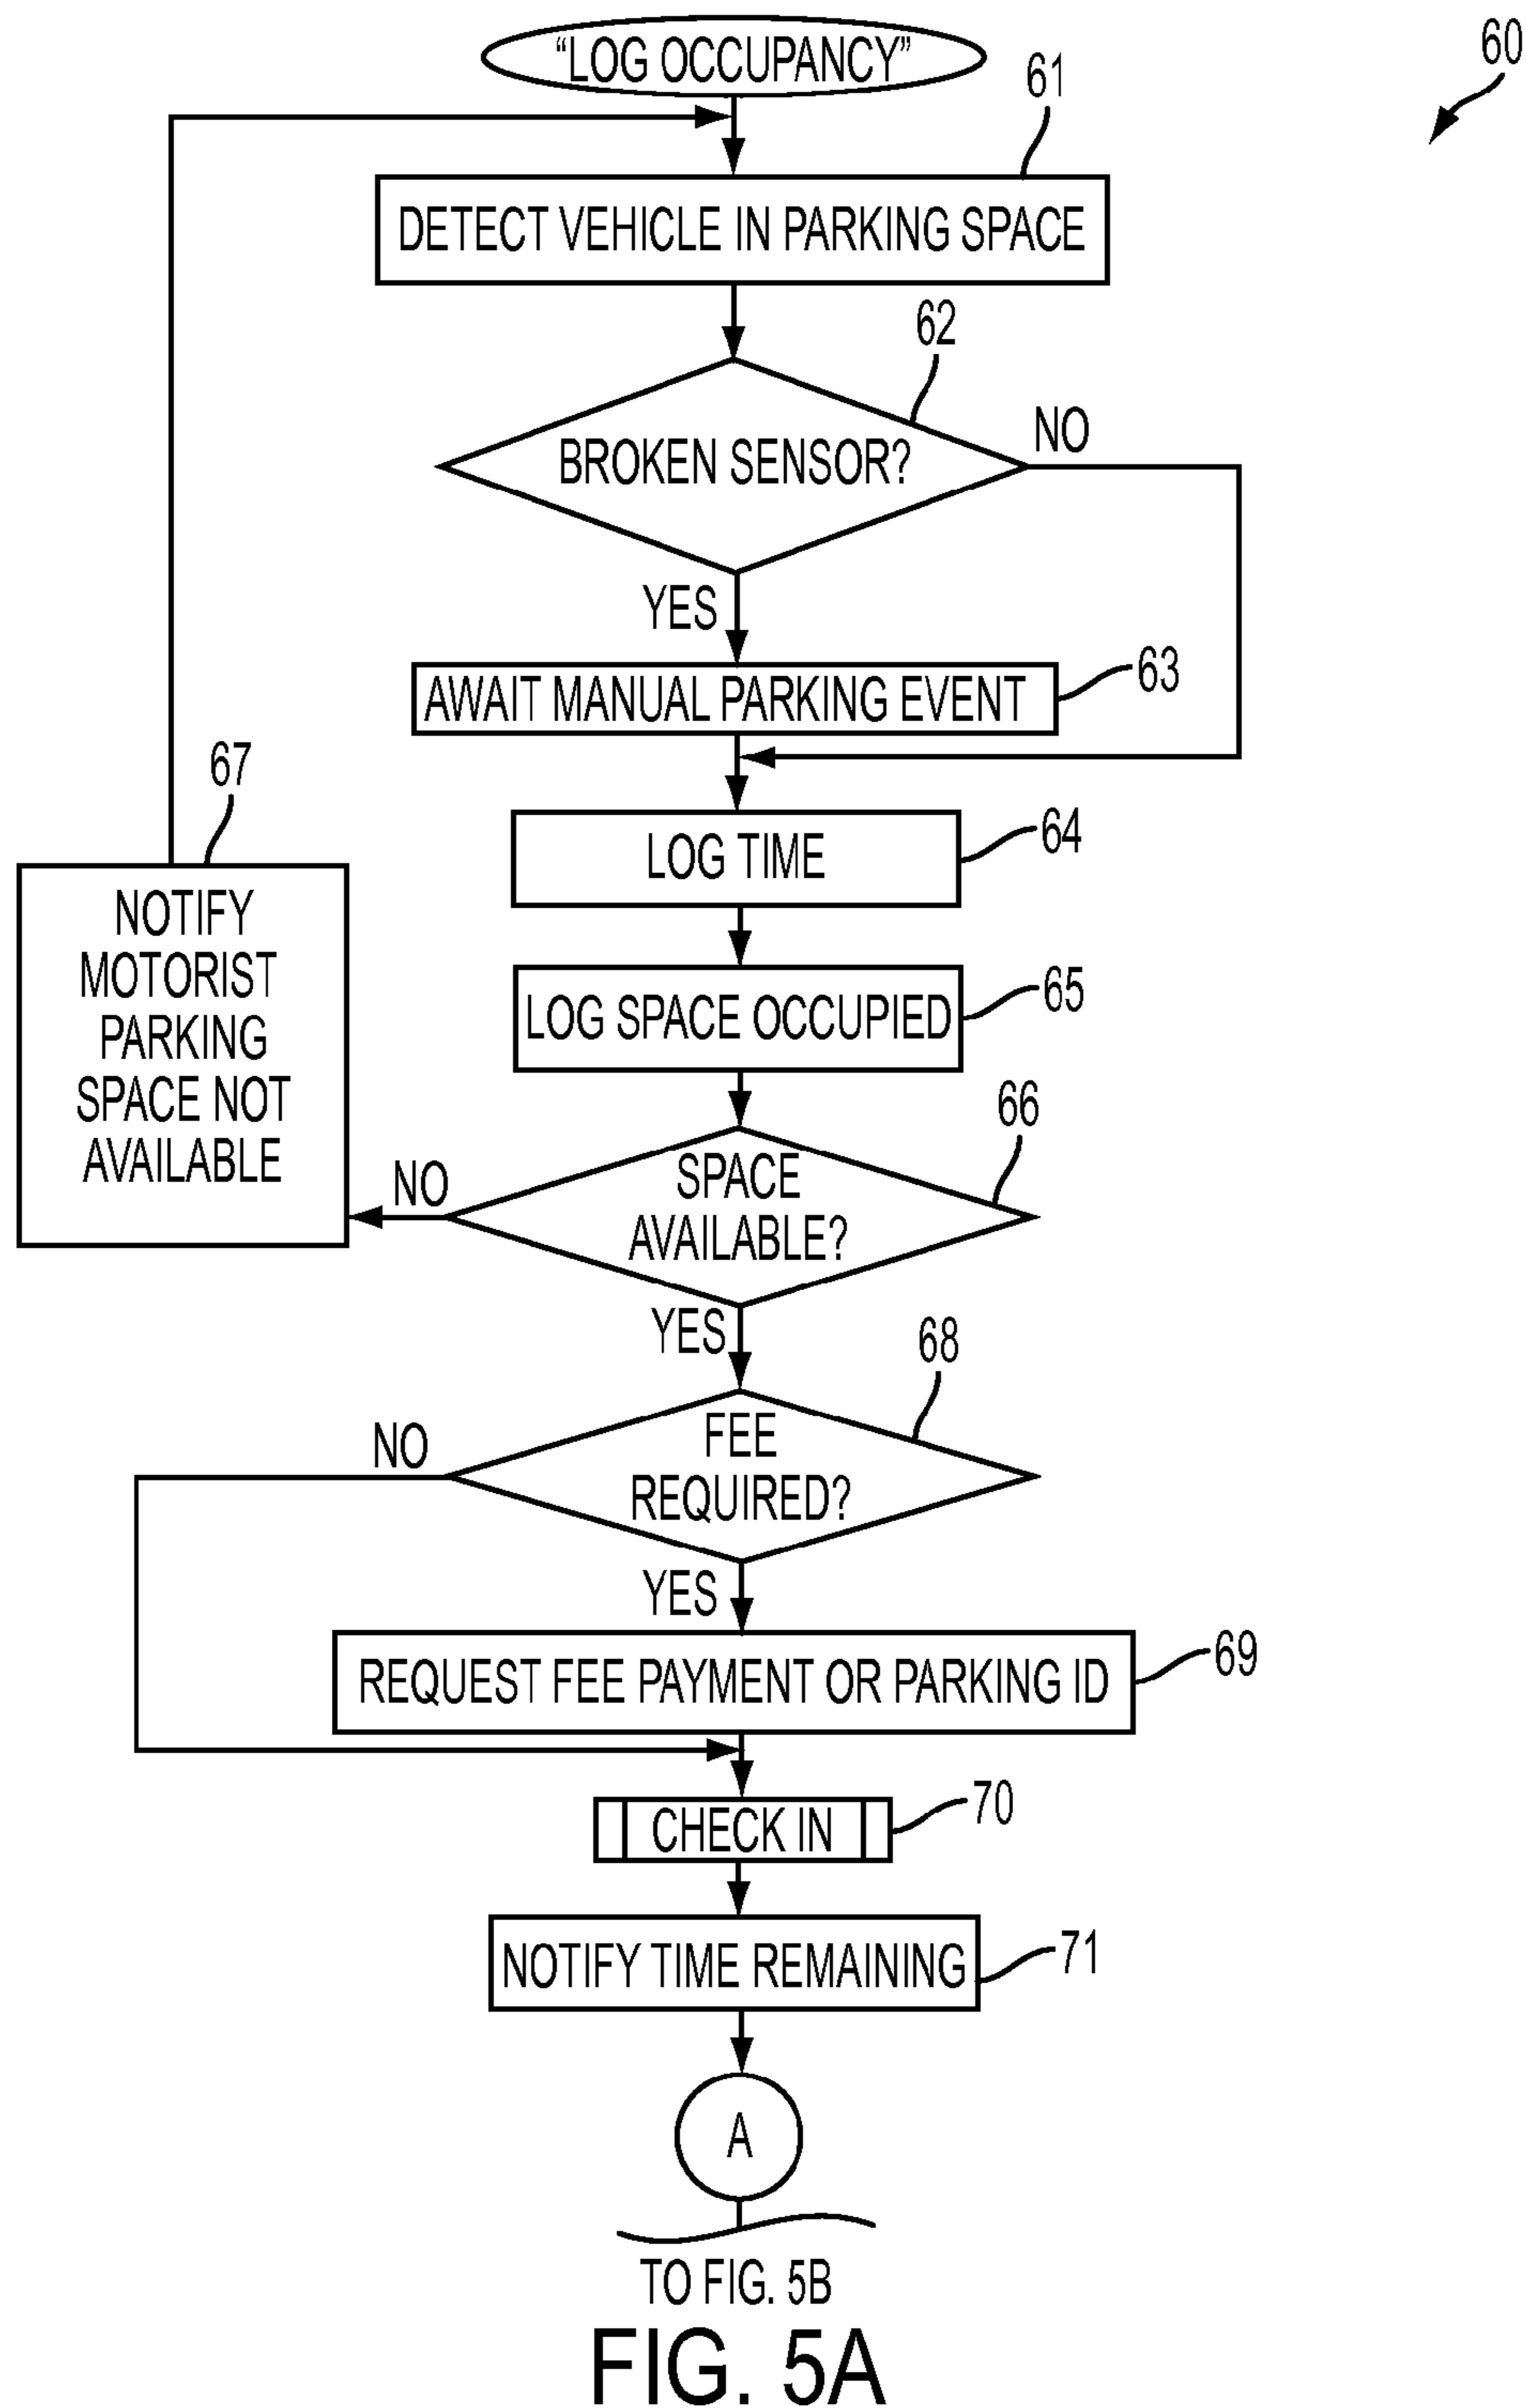 “LOG OCCUPANCY”
60
61
DETECT VEHICLE IN PARKING SPACE
62
BROKEN SENSOR?
NO
YES
AWAIT MANUAL PARKING EVENT
63
67
NOTIFY
MOTORIST
PARKING
SPACE NOT
AVAILABLE
LOG TIME
64
LOG SPACE OCCUPIED
65
66
SPACE
AVAILABLE?
NO
YES
68
FEE
REQUIRED?
NO
YES
REQUEST FEE PAYMENT OR PARKING ID
69
CHECK IN
70
NOTIFY TIME REMAINING
71
A
TO FIG. 5B
FIG. 5A